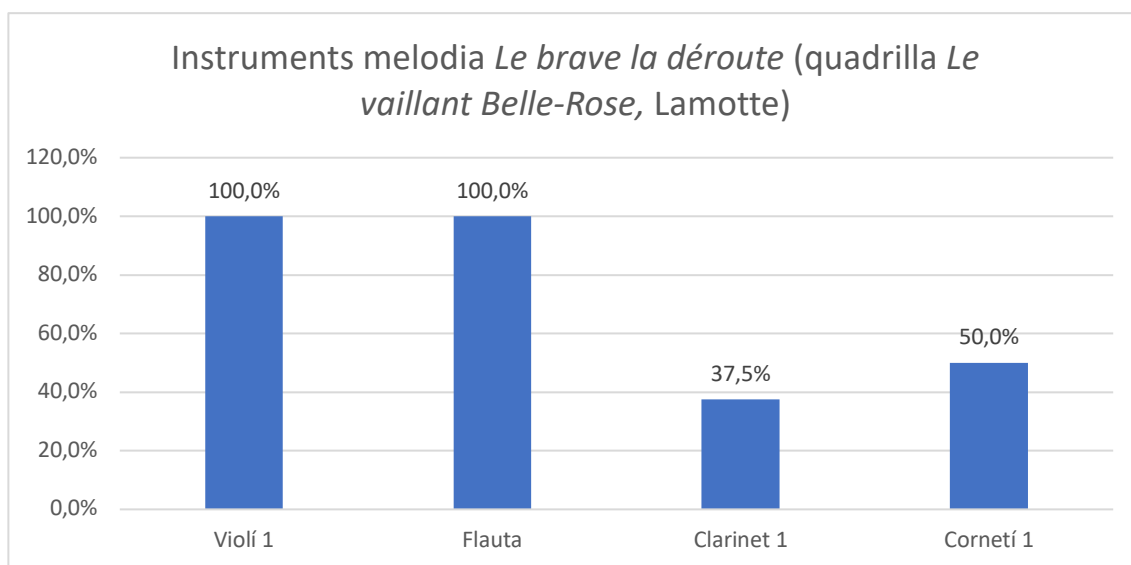 Instruments melodia Le brave la déroute (quadrilla Le
vaillant Belle-Rose, Lamotte)
120,0%
100,0%
80,0%
60,0%
40,0%
20,0%
0,0%
100,0%
100,0%
37,5%
50,0%
Violí 1
Flauta
Clarinet 1
Cornetí 1